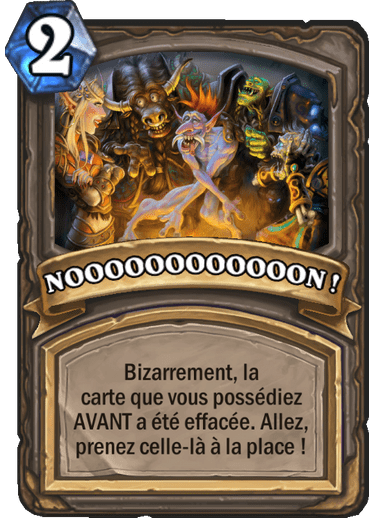 2
NOOOOOOOOOOOON !
Bizarrement, la
carte que vous possédiez
AVANT a été effacée. Allez,
prenez celle-là à la place !